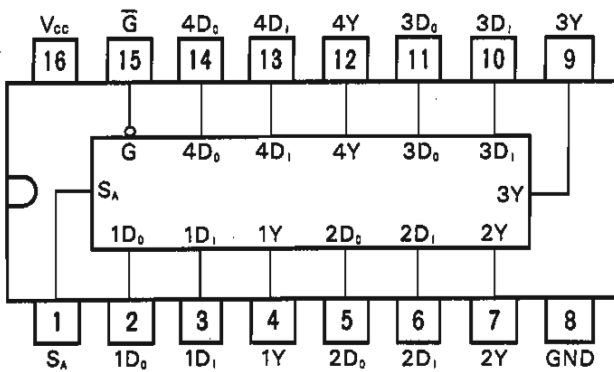 Vcc G̅ 4D₀ 4D₁ 4Y 3D₀ 3D₁ 3Y
16 15 14 13 12 11 10 9
G 4D₀ 4D₁ 4Y 3D₀ 3D₁
S_A 3Y
1D₀ 1D₁ 1Y 2D₀ 2D₁ 2Y
1 2 3 4 5 6 7 8
S_A 1D₀ 1D₁ 1Y 2D₀ 2D₁ 2Y GND